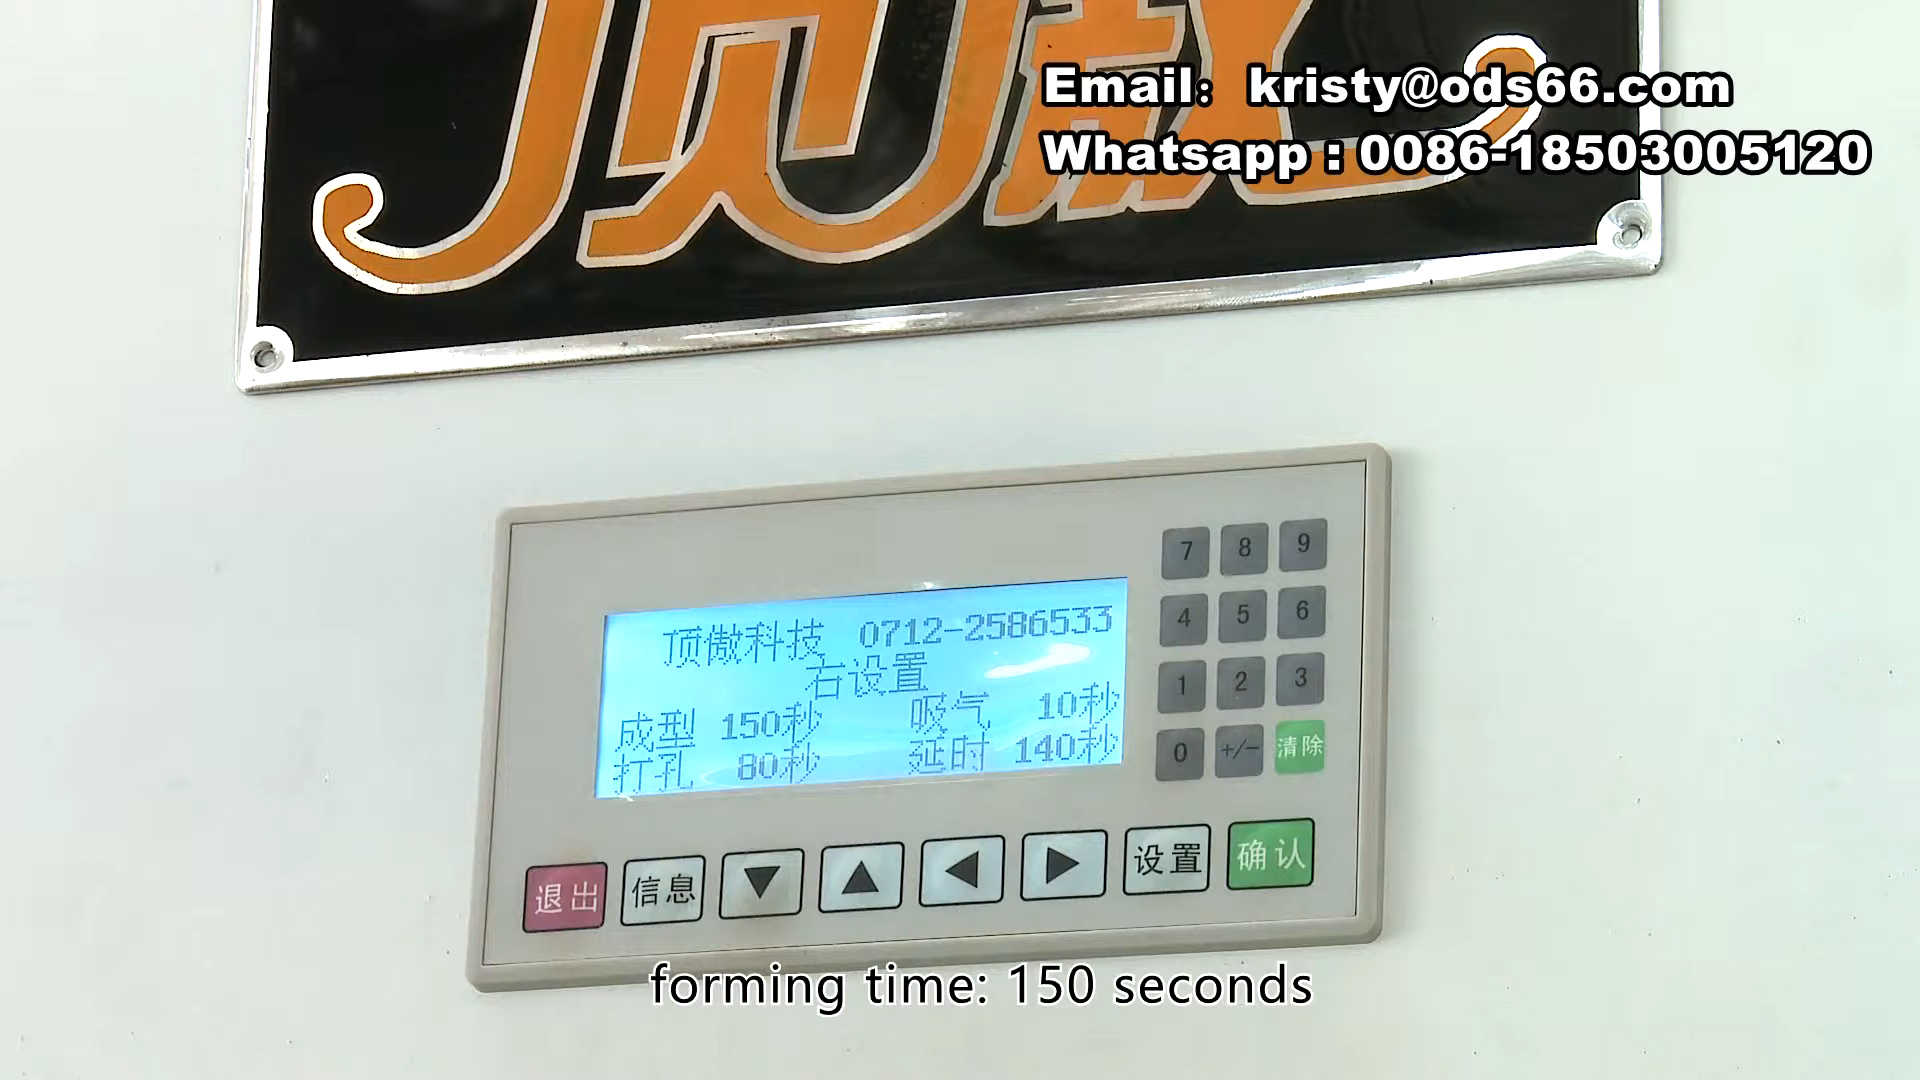 顶傲
Email：kristy@ods66.com
Whatsapp : 0086-18503005120
顶傲科技 0712-2586533
右设置
成型 150秒 吸气 10秒
打孔 80秒 延时 140秒
7 8 9
4 5 6
1 2 3
0 +/- 清除
退出 信息 ▼ ▲ ◀ ▶ 设置 确认
forming time: 150 seconds